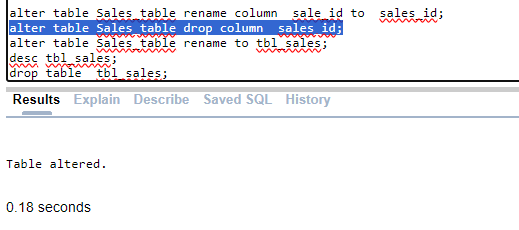 alter table Sales_table rename column  sale_id to  sales_id;
alter table Sales_table drop column  sales_id;
alter table Sales_table rename to tbl_sales;
desc tbl_sales;
drop table  tbl_sales;
Results Explain Describe Saved SQL History
Table altered.
0.18 seconds